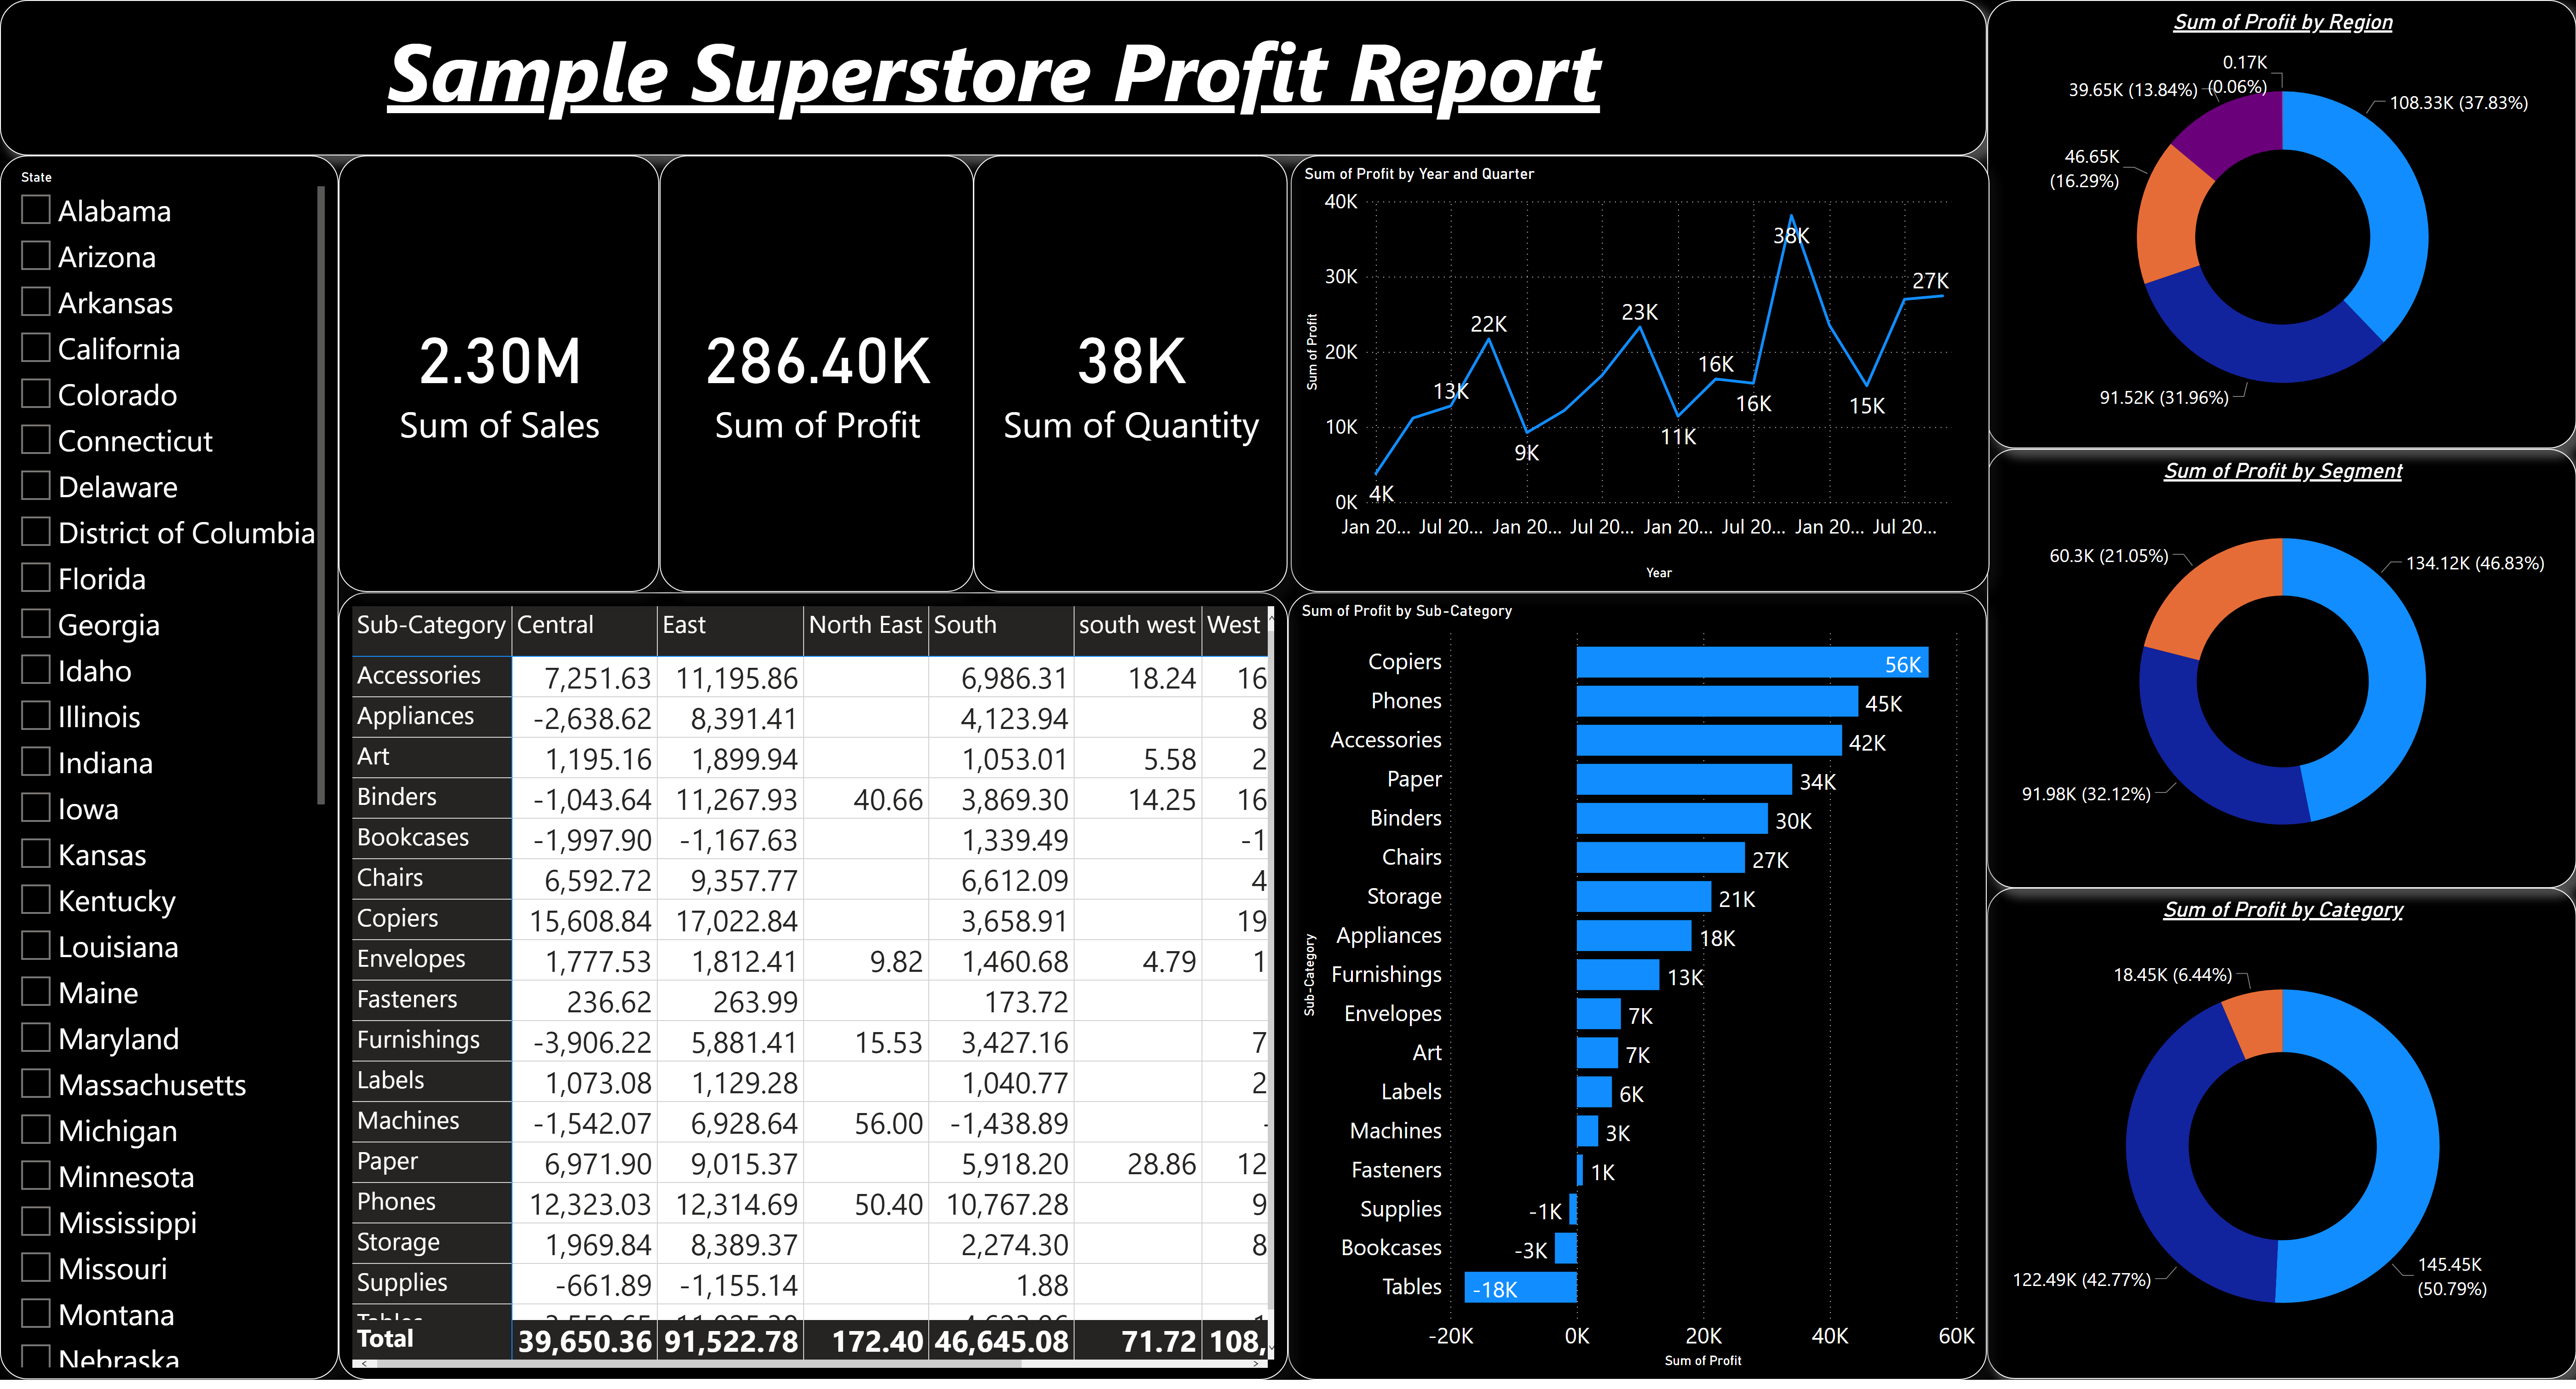 Sample Superstore Profit Report
State
Alabama
Arizona
Arkansas
California
Colorado
Connecticut
Delaware
District of Columbia
Florida
Georgia
Idaho
Illinois
Indiana
Iowa
Kansas
Kentucky
Louisiana
Maine
Maryland
Massachusetts
Michigan
Minnesota
Mississippi
Missouri
Montana
Nebraska
2.30M
Sum of Sales
286.40K
Sum of Profit
38K
Sum of Quantity
Sum of Profit by Year and Quarter
Sum of Profit
40K
30K
20K
10K
0K
4K
13K
22K
9K
23K
11K
16K
16K
38K
15K
27K
Jan 20... Jul 20... Jan 20... Jul 20... Jan 20... Jul 20... Jan 20... Jul 20...
Year
Sub-Category Central East North East South south west West
Accessories 7,251.63 11,195.86 6,986.31 18.24 16
Appliances -2,638.62 8,391.41 4,123.94 8
Art 1,195.16 1,899.94 1,053.01 5.58 2
Binders -1,043.64 11,267.93 40.66 3,869.30 14.25 16
Bookcases -1,997.90 -1,167.63 1,339.49 -1
Chairs 6,592.72 9,357.77 6,612.09 4
Copiers 15,608.84 17,022.84 3,658.91 19
Envelopes 1,777.53 1,812.41 9.82 1,460.68 4.79 1
Fasteners 236.62 263.99 173.72
Furnishings -3,906.22 5,881.41 15.53 3,427.16 7
Labels 1,073.08 1,129.28 1,040.77 2
Machines -1,542.07 6,928.64 56.00 -1,438.89 -
Paper 6,971.90 9,015.37 5,918.20 28.86 12
Phones 12,323.03 12,314.69 50.40 10,767.28 9
Storage 1,969.84 8,389.37 2,274.30 8
Supplies -661.89 -1,155.14 1.88
Total 39,650.36 91,522.78 172.40 46,645.08 71.72 108,
Sum of Profit by Sub-Category
Sub-Category
Copiers 56K
Phones 45K
Accessories 42K
Paper 34K
Binders 30K
Chairs 27K
Storage 21K
Appliances 18K
Furnishings 13K
Envelopes 7K
Art 7K
Labels 6K
Machines 3K
Fasteners 1K
Supplies -1K
Bookcases -3K
Tables -18K
-20K 0K 20K 40K 60K
Sum of Profit
Sum of Profit by Region
0.17K
(0.06%)
39.65K (13.84%)
108.33K (37.83%)
46.65K
(16.29%)
91.52K (31.96%)
Sum of Profit by Segment
60.3K (21.05%)
134.12K (46.83%)
91.98K (32.12%)
Sum of Profit by Category
18.45K (6.44%)
122.49K (42.77%)
145.45K
(50.79%)